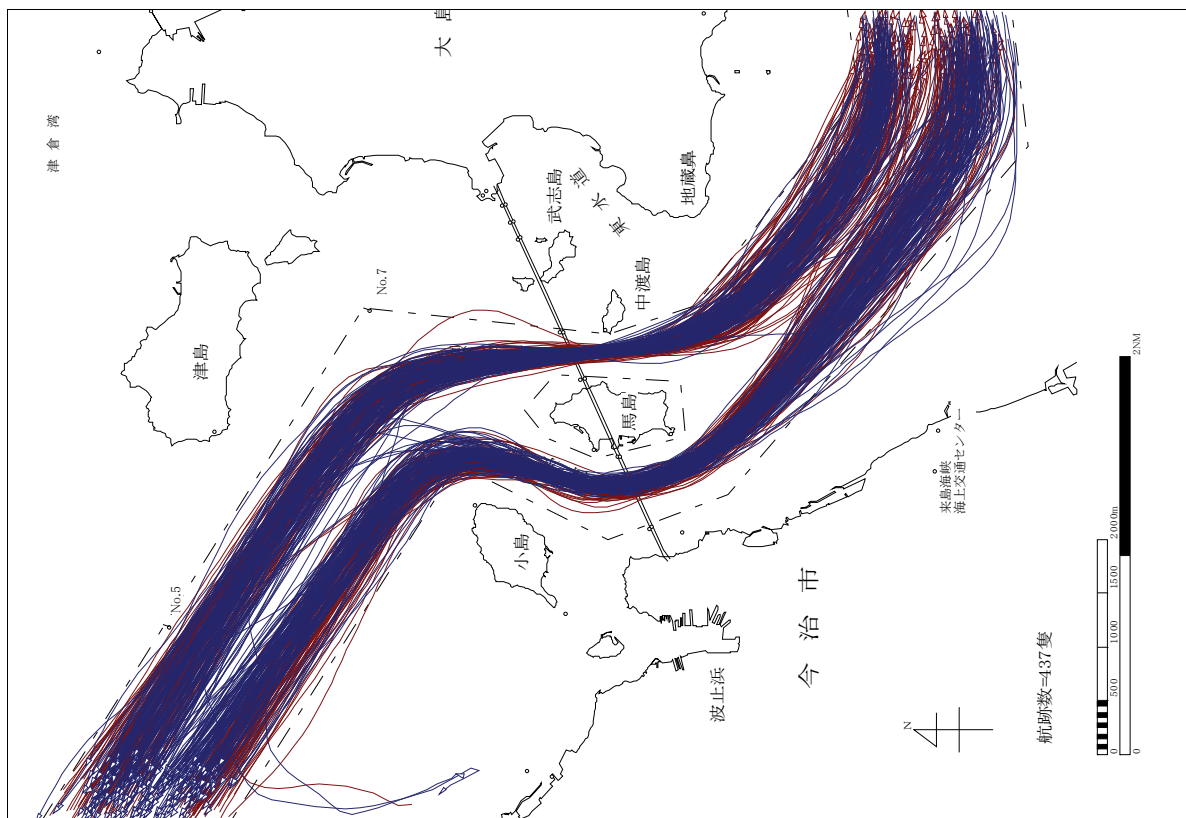 大島
津倉湾
武志島
東水道
地蔵鼻
No.7
中渡島
津島
馬島
来島海峡
海上交通センター
小島
No.5
今治市
波止浜
N
航跡数=437隻
0 500 1000 1500 2000m
0 2NM